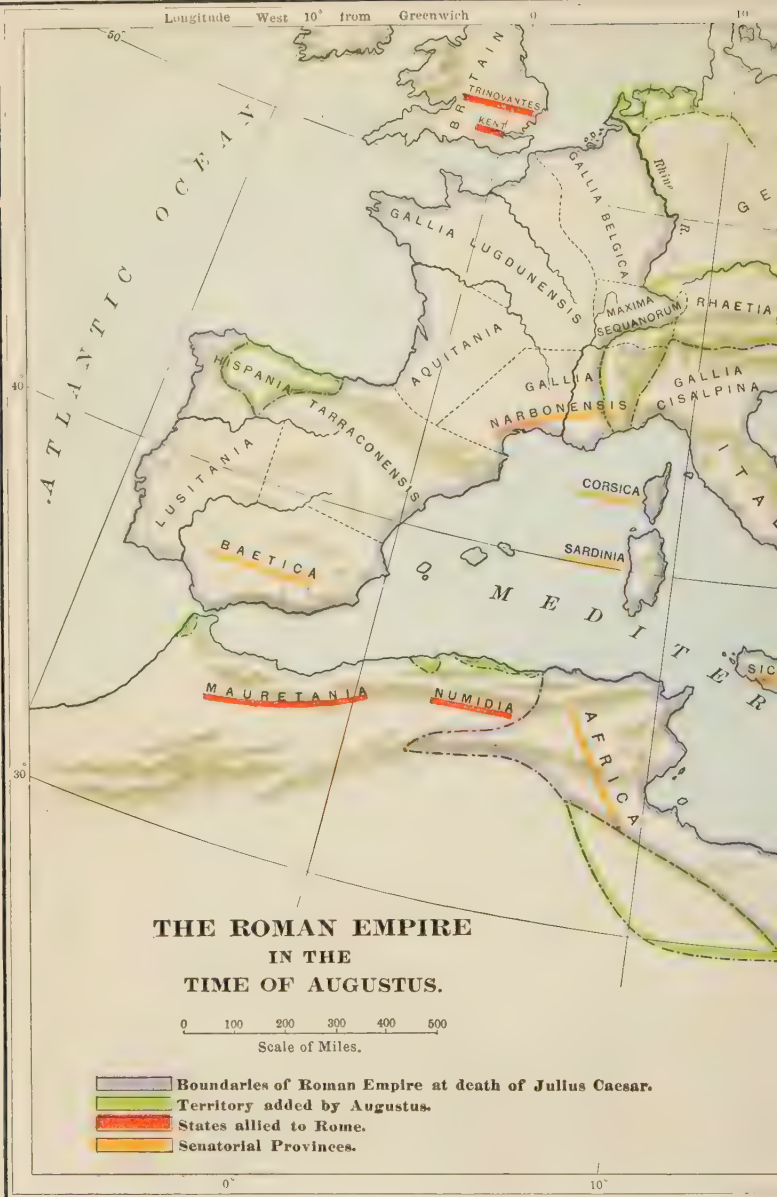 Longitude West 10° from Greenwich 0 10
50°
ATLANTIC OCEAN
BRITAIN
TRINOVANTES
KENT
Rhine R.
GE
GALLIA BELGICA
GALLIA LUGDUNENSIS
MAXIMA
SEQUANORUM
RHAETIA
AQUITANIA
HISPANIA TARRACONENSIS
GALLIA
NARBONENSIS
GALLIA
CISALPINA
40°
LUSITANIA
ITAL
CORSICA
BAETICA
SARDINIA
MEDITER
SIC
MAURETANIA
NUMIDIA
AFRICA
30°
THE ROMAN EMPIRE
IN THE
TIME OF AUGUSTUS.
0 100 200 300 400 500
Scale of Miles.
Boundaries of Roman Empire at death of Julius Caesar.
Territory added by Augustus.
States allied to Rome.
Senatorial Provinces.
0° 10°